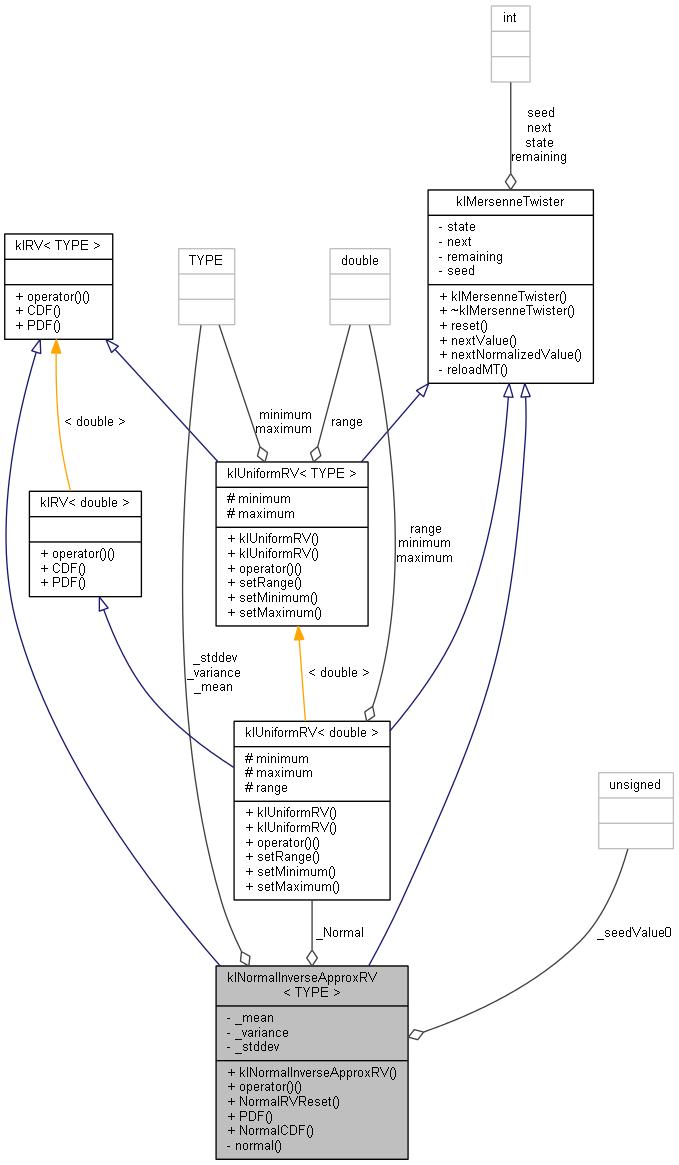 int
seed
next
state
remaining
klMersenneTwister
- state
- next
- remaining
- seed
+ klMersenneTwister()
+ ~klMersenneTwister()
+ reset()
+ nextValue()
+ nextNormalizedValue()
- reloadMT()
klRV< TYPE >
+ operator()()
+ CDF()
+ PDF()
TYPE
double
< double >
minimum
maximum
range
klRV< double >
+ operator()()
+ CDF()
+ PDF()
klUniformRV< TYPE >
# minimum
# maximum
+ klUniformRV()
+ klUniformRV()
+ operator()()
+ setRange()
+ setMinimum()
+ setMaximum()
range
minimum
maximum
_stddev
_variance
_mean
< double >
klUniformRV< double >
# minimum
# maximum
# range
+ klUniformRV()
+ klUniformRV()
+ operator()()
+ setRange()
+ setMinimum()
+ setMaximum()
unsigned
_Normal
_seedValue0
klNormalInverseApproxRV
< TYPE >
- _mean
- _variance
- _stddev
+ klNormalInverseApproxRV()
+ operator()()
+ NormalRVReset()
+ PDF()
+ NormalCDF()
- normal()